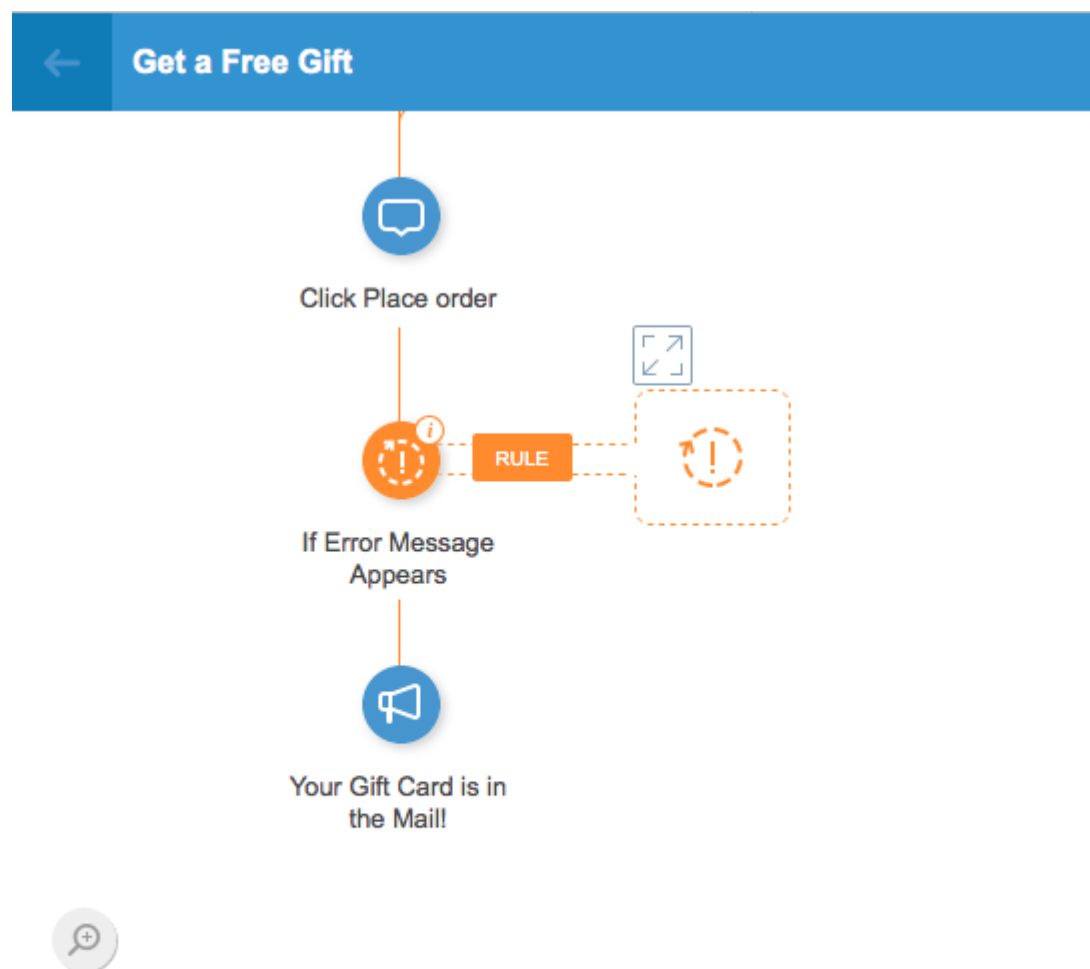 Get a Free Gift
Click Place order
i
RULE
If Error Message
Appears
Your Gift Card is in
the Mail!